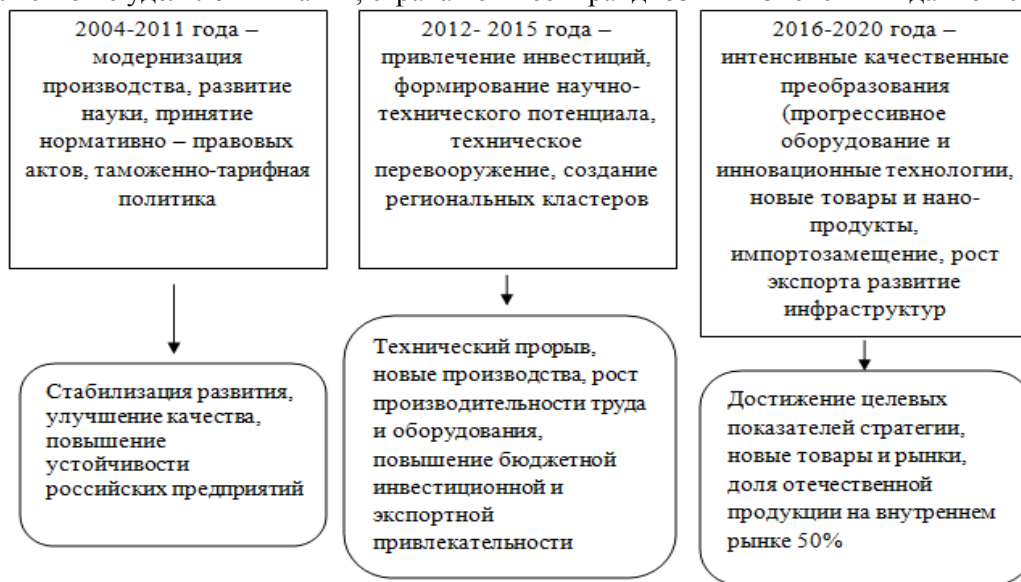 2004-2011 года –
модернизация
производства, развитие
науки, принятие
нормативно – правовых
актов, таможенно-тарифная
политика
2012- 2015 года –
привлечение инвестиций,
формирование научно-
технического потенциала,
техническое
перевооружение, создание
региональных кластеров
2016-2020 года –
интенсивные качественные
преобразования
(прогрессивное
оборудование и
инновационные технологии,
новые товары и нано-
продукты,
импортозамещение, рост
экспорта развитие
инфраструктур
Стабилизация развития,
улучшение качества,
повышение
устойчивости
российских предприятий
Технический прорыв,
новые производства, рост
производительности труда
и оборудования,
повышение бюджетной
инвестиционной и
экспортной
привлекательности
Достижение целевых
показателей стратегии,
новые товары и рынки,
доля отечественной
продукции на внутреннем
рынке 50%